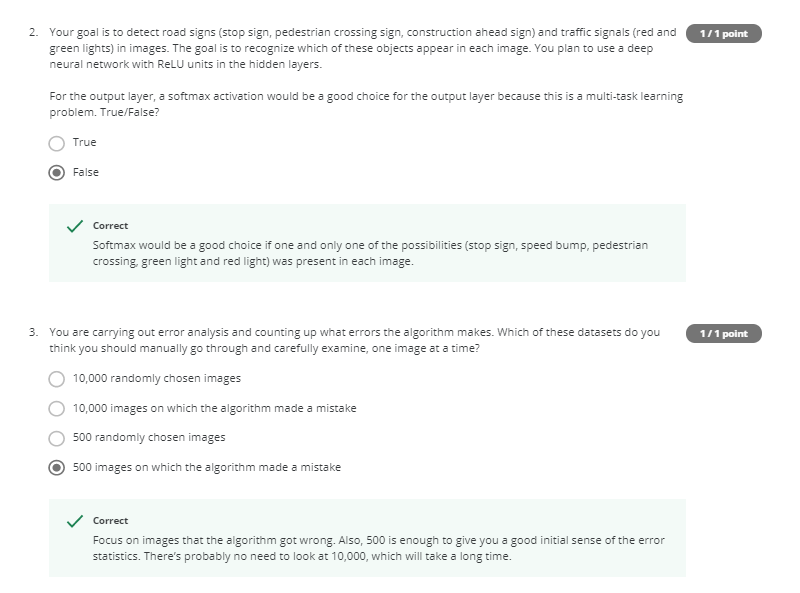 2. Your goal is to detect road signs (stop sign, pedestrian crossing sign, construction ahead sign) and traffic signals (red and
1 / 1 point
green lights) in images. The goal is to recognize which of these objects appear in each image. You plan to use a deep
neural network with ReLU units in the hidden layers.
For the output layer, a softmax activation would be a good choice for the output layer because this is a multi-task learning
problem. True/False?
True
False
Correct
Softmax would be a good choice if one and only one of the possibilities (stop sign, speed bump, pedestrian
crossing, green light and red light) was present in each image.
3. You are carrying out error analysis and counting up what errors the algorithm makes. Which of these datasets do you
1 / 1 point
think you should manually go through and carefully examine, one image at a time?
10,000 randomly chosen images
10,000 images on which the algorithm made a mistake
500 randomly chosen images
500 images on which the algorithm made a mistake
Correct
Focus on images that the algorithm got wrong. Also, 500 is enough to give you a good initial sense of the error
statistics. There's probably no need to look at 10,000, which will take a long time.